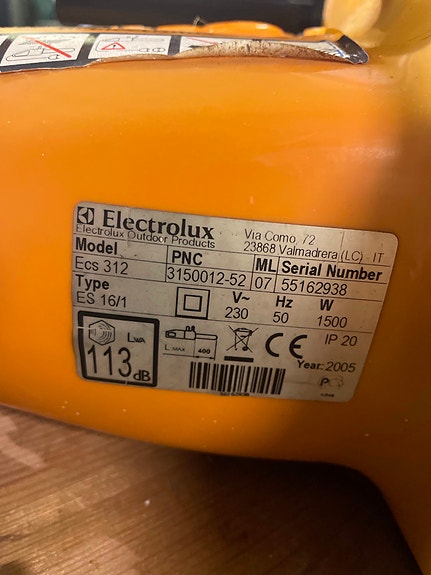 Electrolux
Electrolux Outdoor Products
Via Como, 72
23868 Valmadrera (LC) - IT
Model PNC ML Serial Number
Ecs 312 3150012-52 07 55162938
Type V~ Hz W
ES 16/1 230 50 1500
LWA
113 dB
L MAX 400
CE
IP 20
Year: 2005